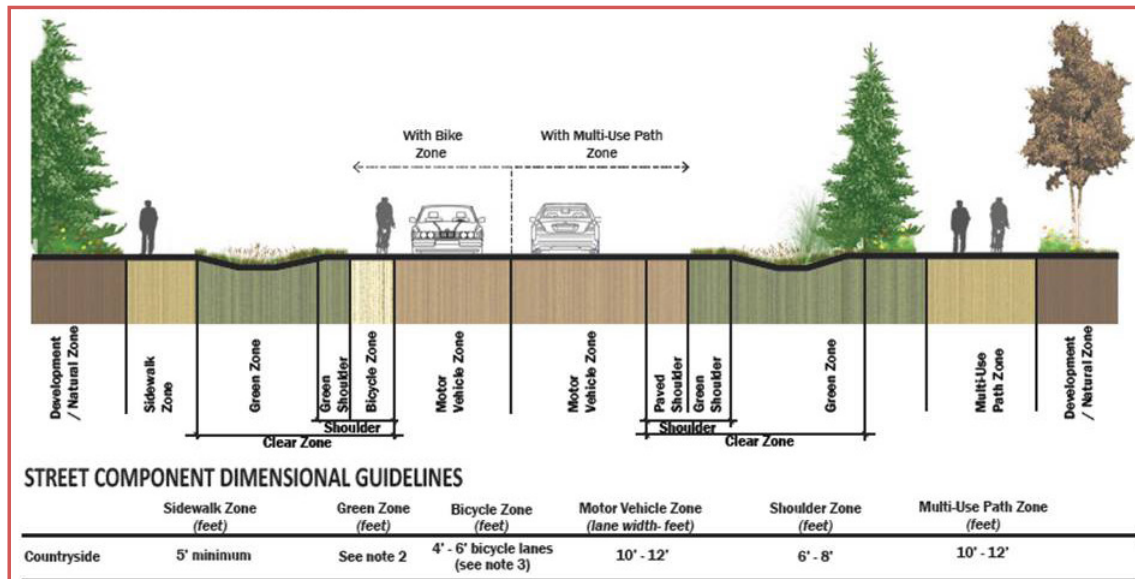 With Bike
Zone
With Multi-Use Path
Zone
Development
/ Natural Zone
Sidewalk
Zone
Green Zone
Green
Shoulder
Bicycle Zone
Motor
Vehicle Zone
Motor
Vehicle Zone
Paved
Shoulder
Green
Shoulder
Green Zone
Multi-Use
Path Zone
Development
/ Natural Zone
Shoulder
Clear Zone
Shoulder
Clear Zone
STREET COMPONENT DIMENSIONAL GUIDELINES
Sidewalk Zone
(feet)
Green Zone
(feet)
Bicycle Zone
(feet)
Motor Vehicle Zone
(lane width- feet)
Shoulder Zone
(feet)
Multi-Use Path Zone
(feet)
Countryside
5' minimum
See note 2
4' - 6' bicycle lanes
(see note 3)
10' - 12'
6' - 8'
10' - 12'